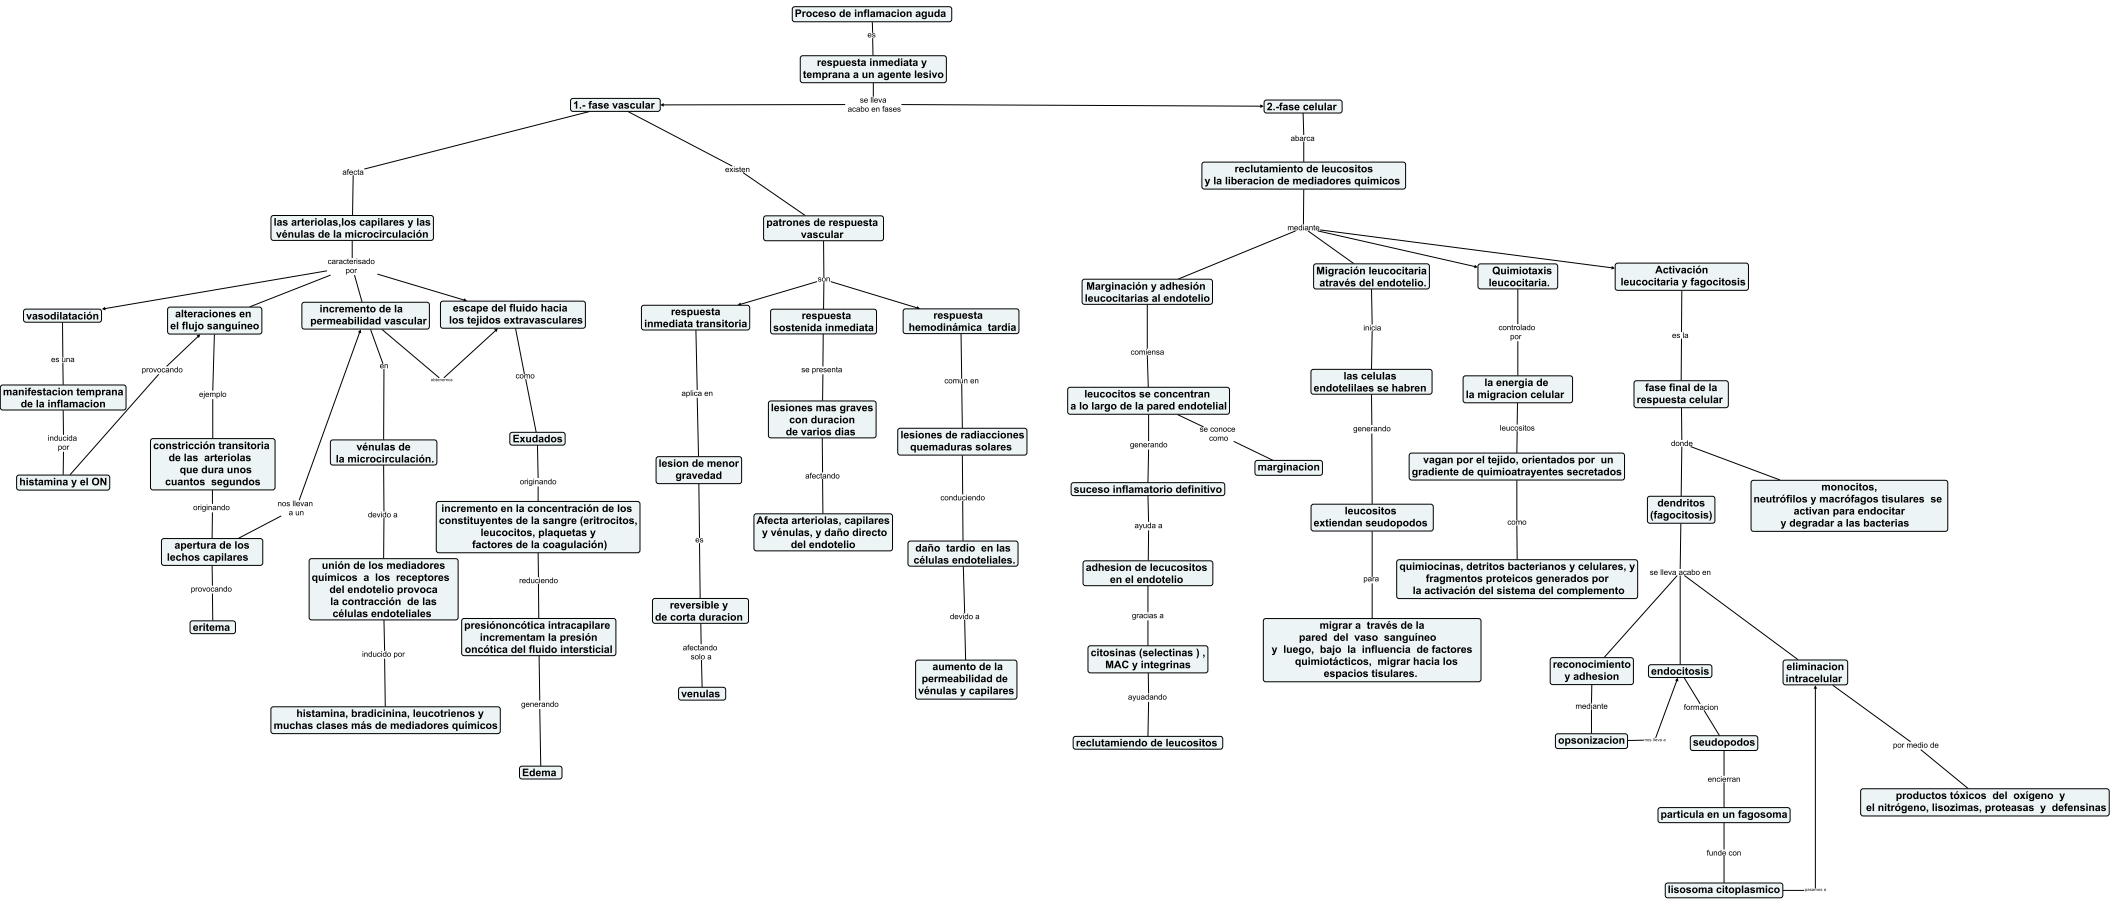 Proceso de inflamacion aguda
es
respuesta inmediata y
temprana a un agente lesivo
se lleva
acabo en fases
1.- fase vascular
2.-fase celular
afecta
existen
abarca
las arteriolas,los capilares y las
vénulas de la microcirculación
caracterisado
por
vasodilatación
es una
manifestacion temprana
de la inflamacion
inducida
por
histamina y el ON
provocando
alteraciones en
el flujo sanguineo
ejemplo
constricción transitoria
de las arteriolas
que dura unos
cuantos segundos
originando
apertura de los
lechos capilares
provocando
eritema
nos llevan
a un
incremento de la
permeabilidad vascular
en
vénulas de
la microcirculación.
devido a
unión de los mediadores
químicos a los receptores
del endotelio provoca
la contracción de las
células endoteliales
inducido por
histamina, bradicinina, leucotrienos y
muchas clases más de mediadores químicos
obtenemos
escape del fluido hacia
los tejidos extravasculares
como
Exudados
originando
incremento en la concentración de los
constituyentes de la sangre (eritrocitos,
leucocitos, plaquetas y
factores de la coagulación)
reduciendo
presiónoncótica intracapilare
incrementam la presión
oncótica del fluido intersticial
generando
Edema
patrones de respuesta
vascular
son
respuesta
inmediata transitoria
aplica en
lesion de menor
gravedad
es
reversible y
de corta duracion
afectando
solo a
venulas
respuesta
sostenida inmediata
se presenta
lesiones mas graves
con duracion
de varios dias
afectando
Afecta arteriolas, capilares
y vénulas, y daño directo
del endotelio
respuesta
hemodinámica tardía
común en
lesiones de radiacciones
quemaduras solares
conduciendo
daño tardio en las
células endoteliales.
devido a
aumento de la
permeabilidad de
vénulas y capilares
reclutamiento de leucositos
y la liberacion de mediadores quimicos
mediante
Marginación y adhesión
leucocitarias al endotelio
comiensa
leucocitos se concentran
a lo largo de la pared endotelial
se conoce
como
marginacion
generando
suceso inflamatorio definitivo
ayuda a
adhesion de lecucositos
en el endotelio
gracias a
citosinas (selectinas ) ,
MAC y integrinas
ayuadando
reclutamiendo de leucositos
Migración leucocitaria
através del endotelio.
inicia
las celulas
endotelilaes se habren
generando
leucositos
extiendan seudopodos
para
migrar a través de la
pared del vaso sanguíneo
y luego, bajo la influencia de factores
quimiotácticos, migrar hacia los
espacios tisulares.
Quimiotaxis
leucocitaria.
controlado
por
la energia de
la migracion celular
leucositos
vagan por el tejido, orientados por un
gradiente de quimioatrayentes secretados
como
quimiocinas, detritos bacterianos y celulares, y
fragmentos proteicos generados por
la activación del sistema del complemento
Activación
leucocitaria y fagocitosis
es la
fase final de la
respuesta celular
donde
monocitos,
neutrófilos y macrófagos tisulares se
activan para endocitar
y degradar a las bacterias
dendritos
(fagocitosis)
se lleva acabo en
reconocimiento
y adhesion
mediante
opsonizacion
nos lleva a
endocitosis
formacion
seudopodos
encierran
particula en un fagosoma
funde con
lisosoma citoplasmico
pasamos a
eliminacion
intracelular
por medio de
productos tóxicos del oxígeno y
el nitrógeno, lisozimas, proteasas y defensinas